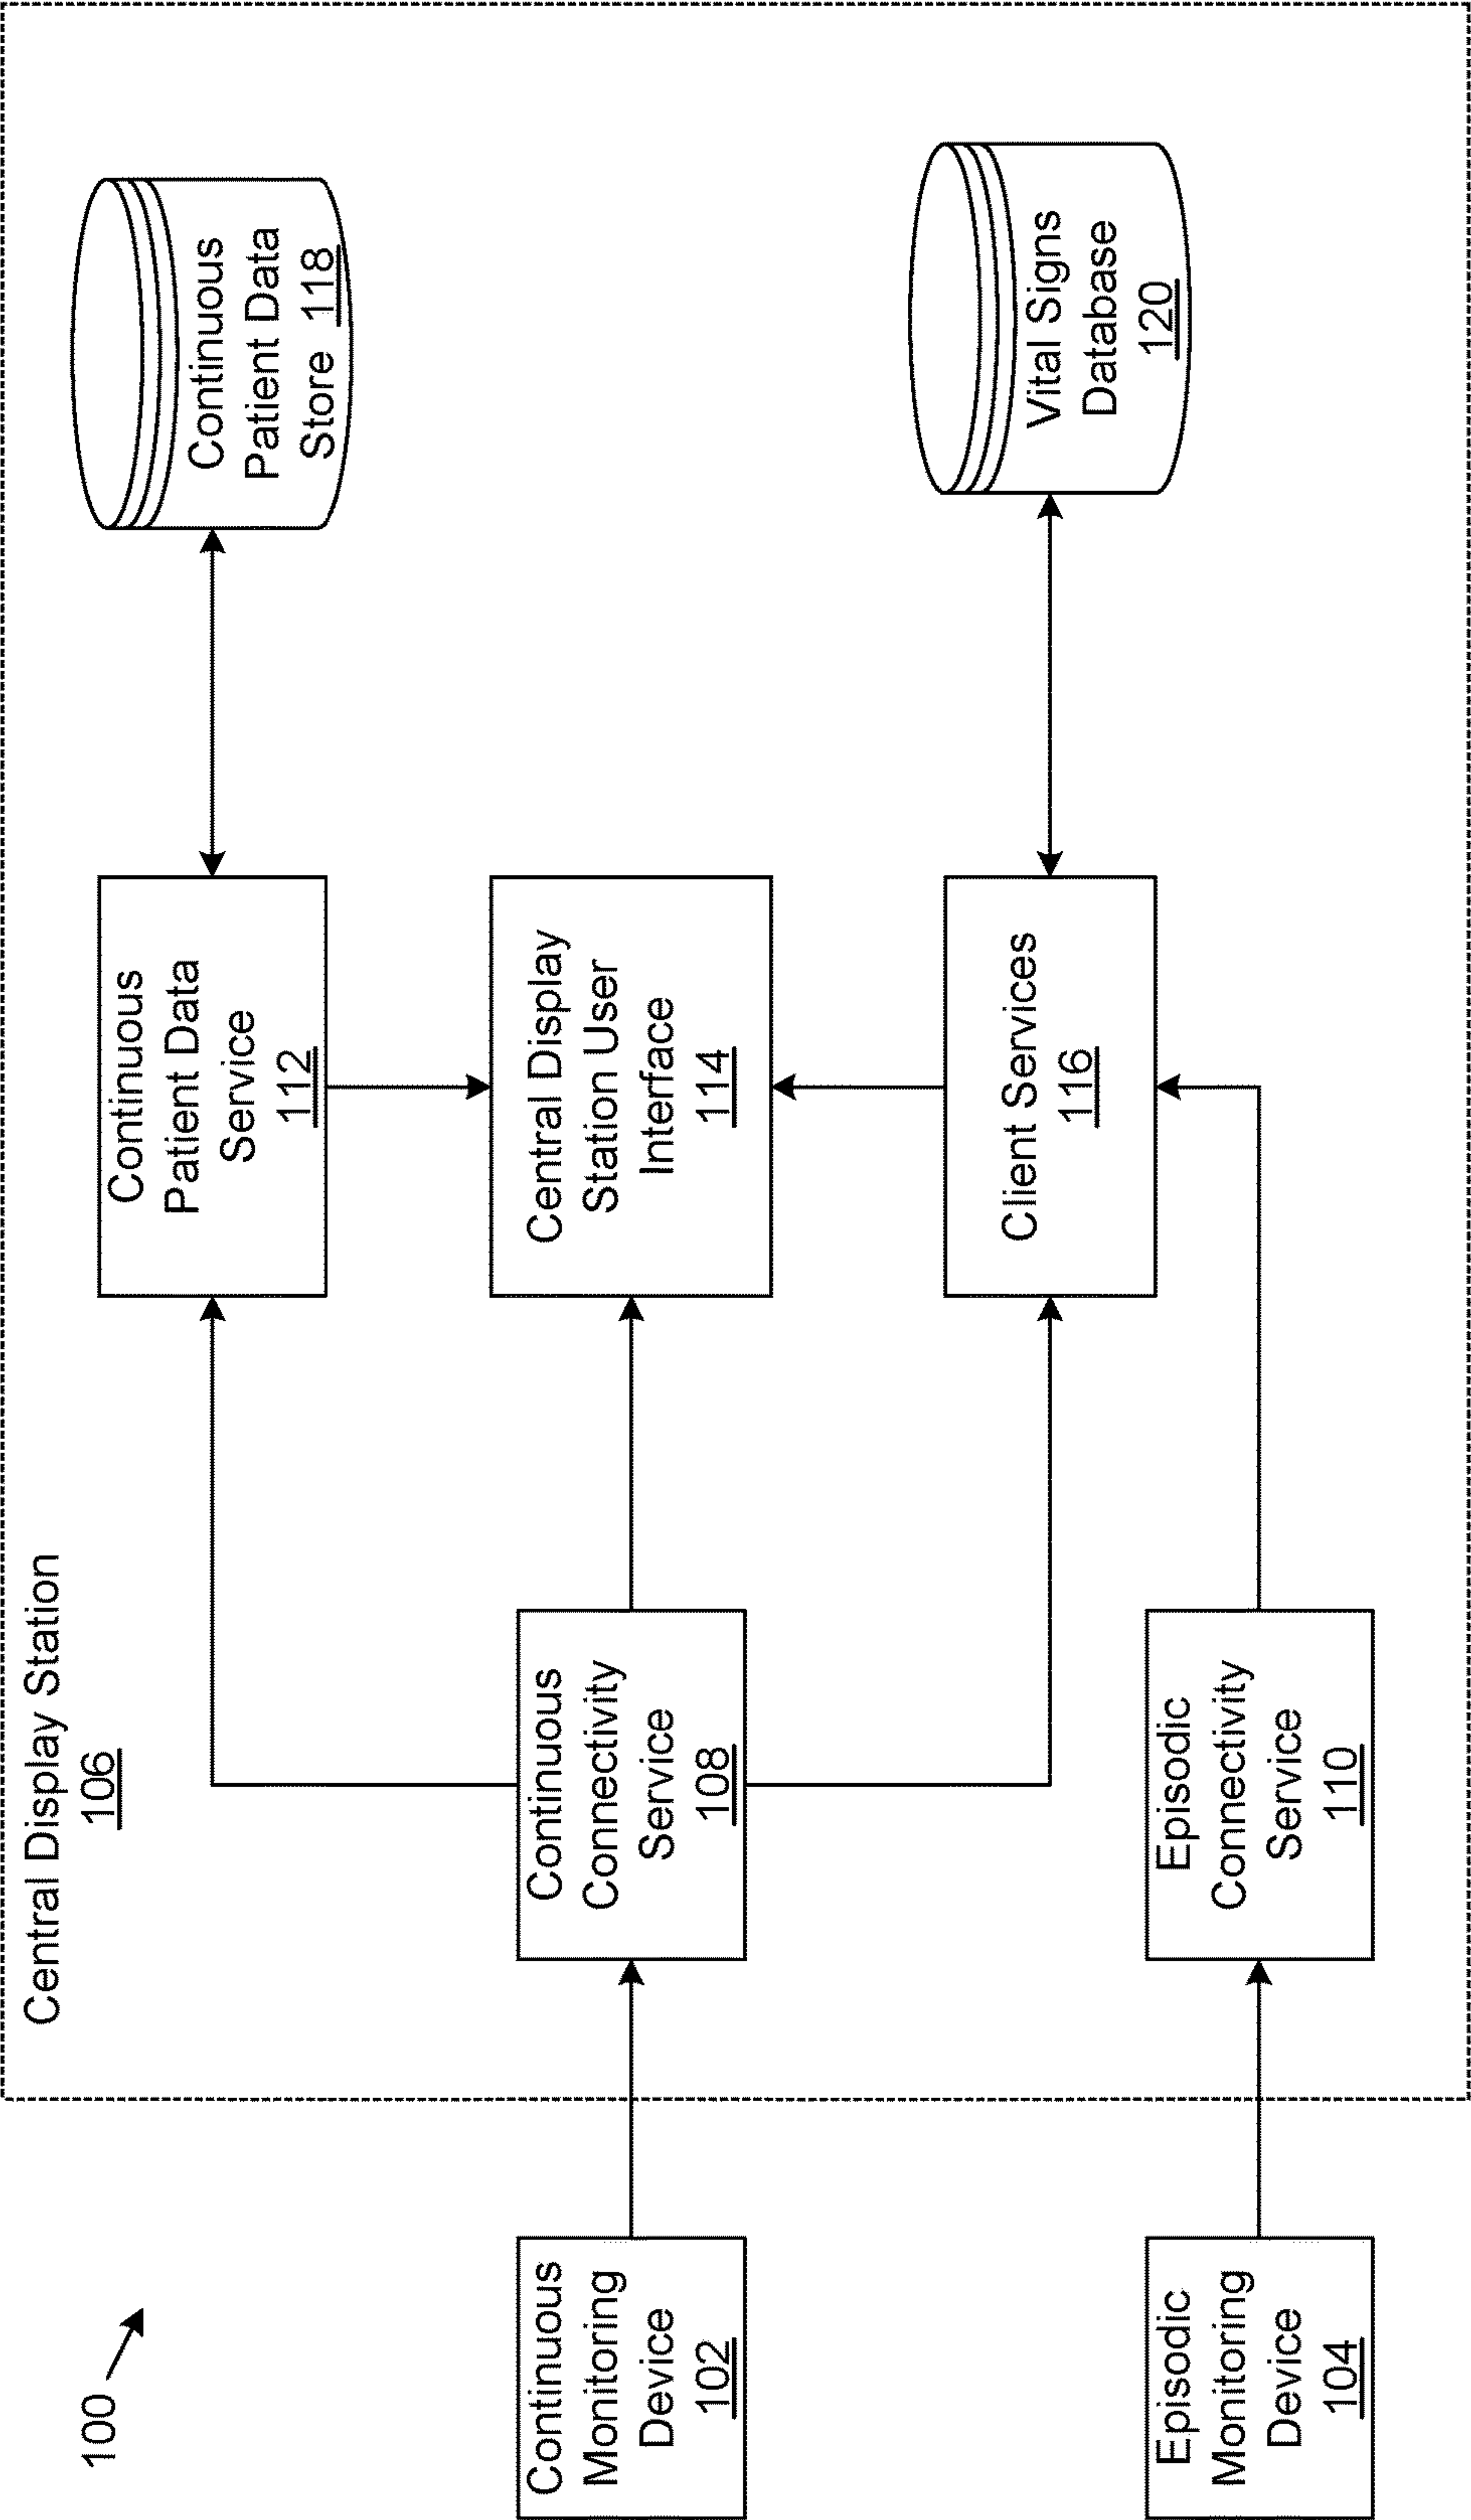 100
Central Display Station
106
Continuous
Monitoring
Device
102
Episodic
Monitoring
Device
104
Continuous
Connectivity
Service
108
Episodic
Connectivity
Service
110
Continuous
Patient Data
Service
112
Central Display
Station User
Interface
114
Client Services
116
Continuous
Patient Data
Store 118
Vital Signs
Database
120